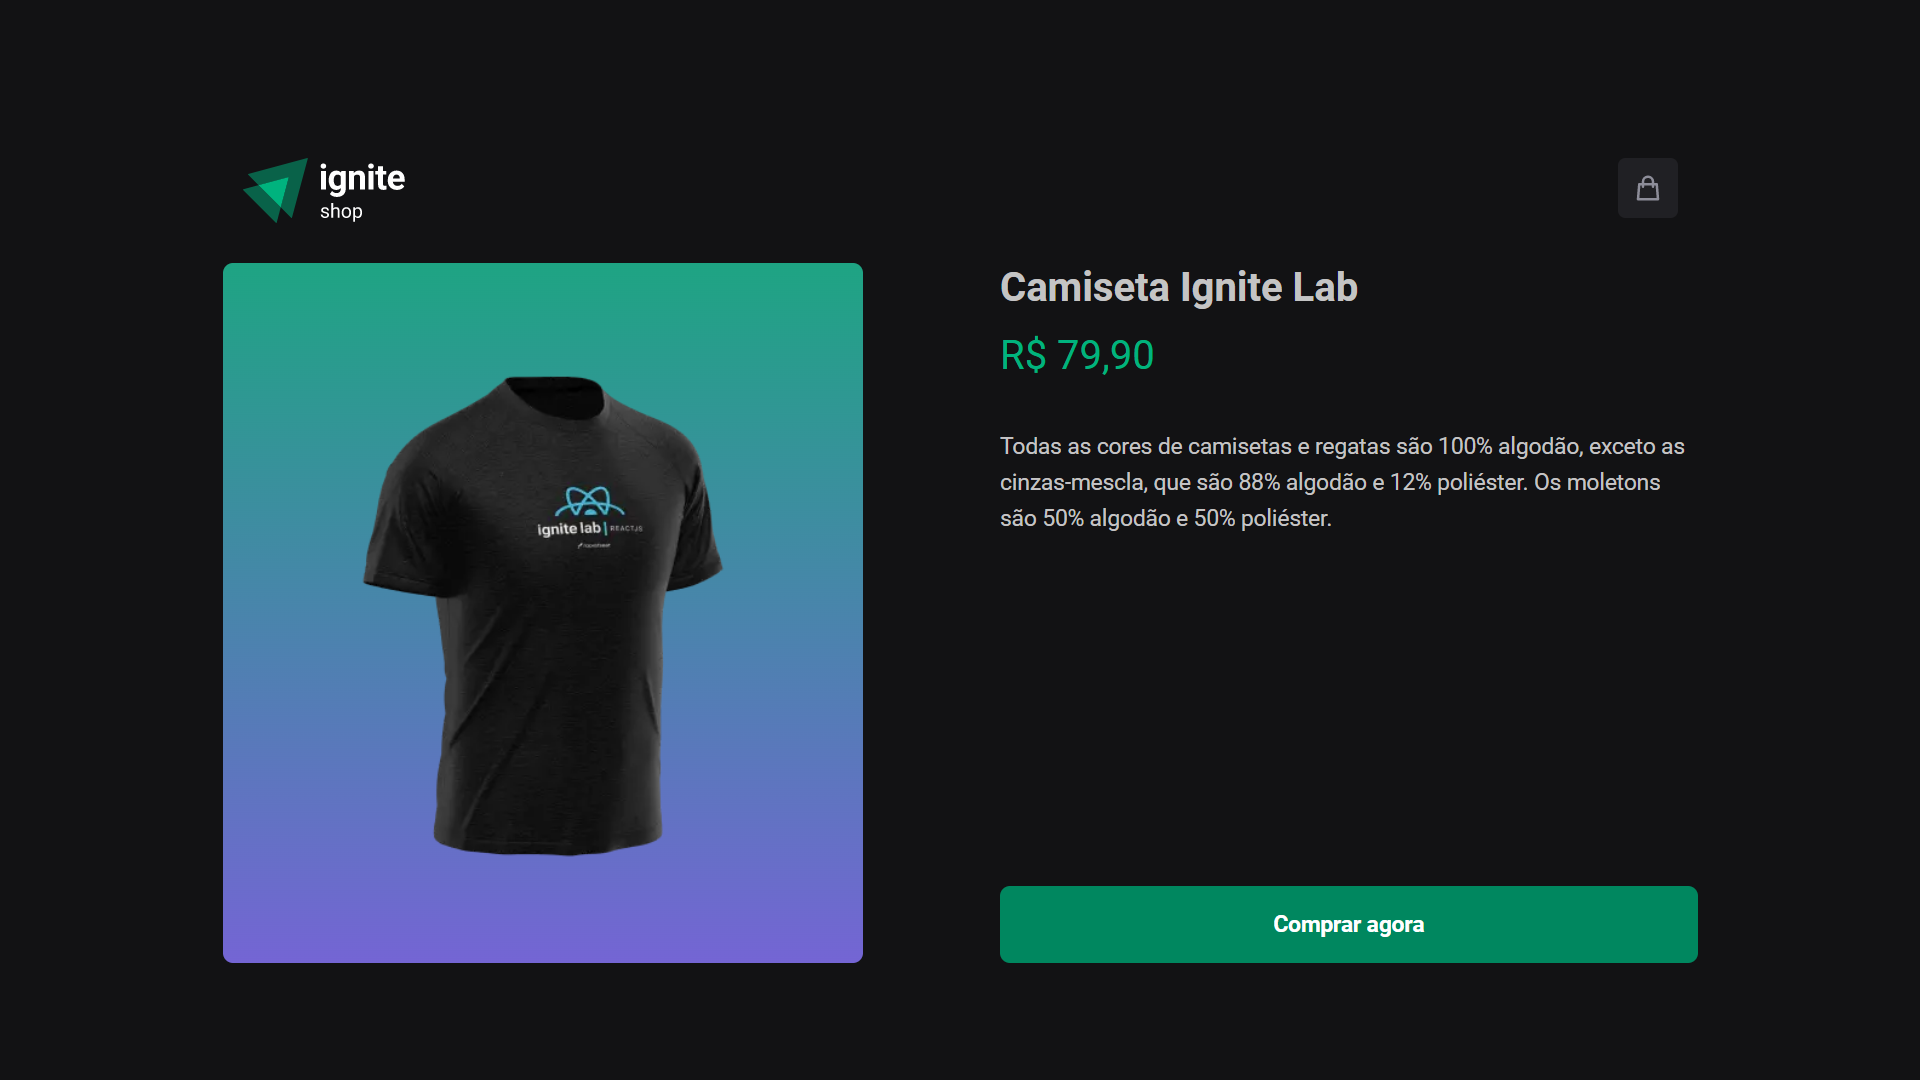 ignite
shop
ignite lab | REACTJS
Camiseta Ignite Lab
R$ 79,90
Todas as cores de camisetas e regatas são 100% algodão, exceto as
cinzas-mescla, que são 88% algodão e 12% poliéster. Os moletons
são 50% algodão e 50% poliéster.
Comprar agora